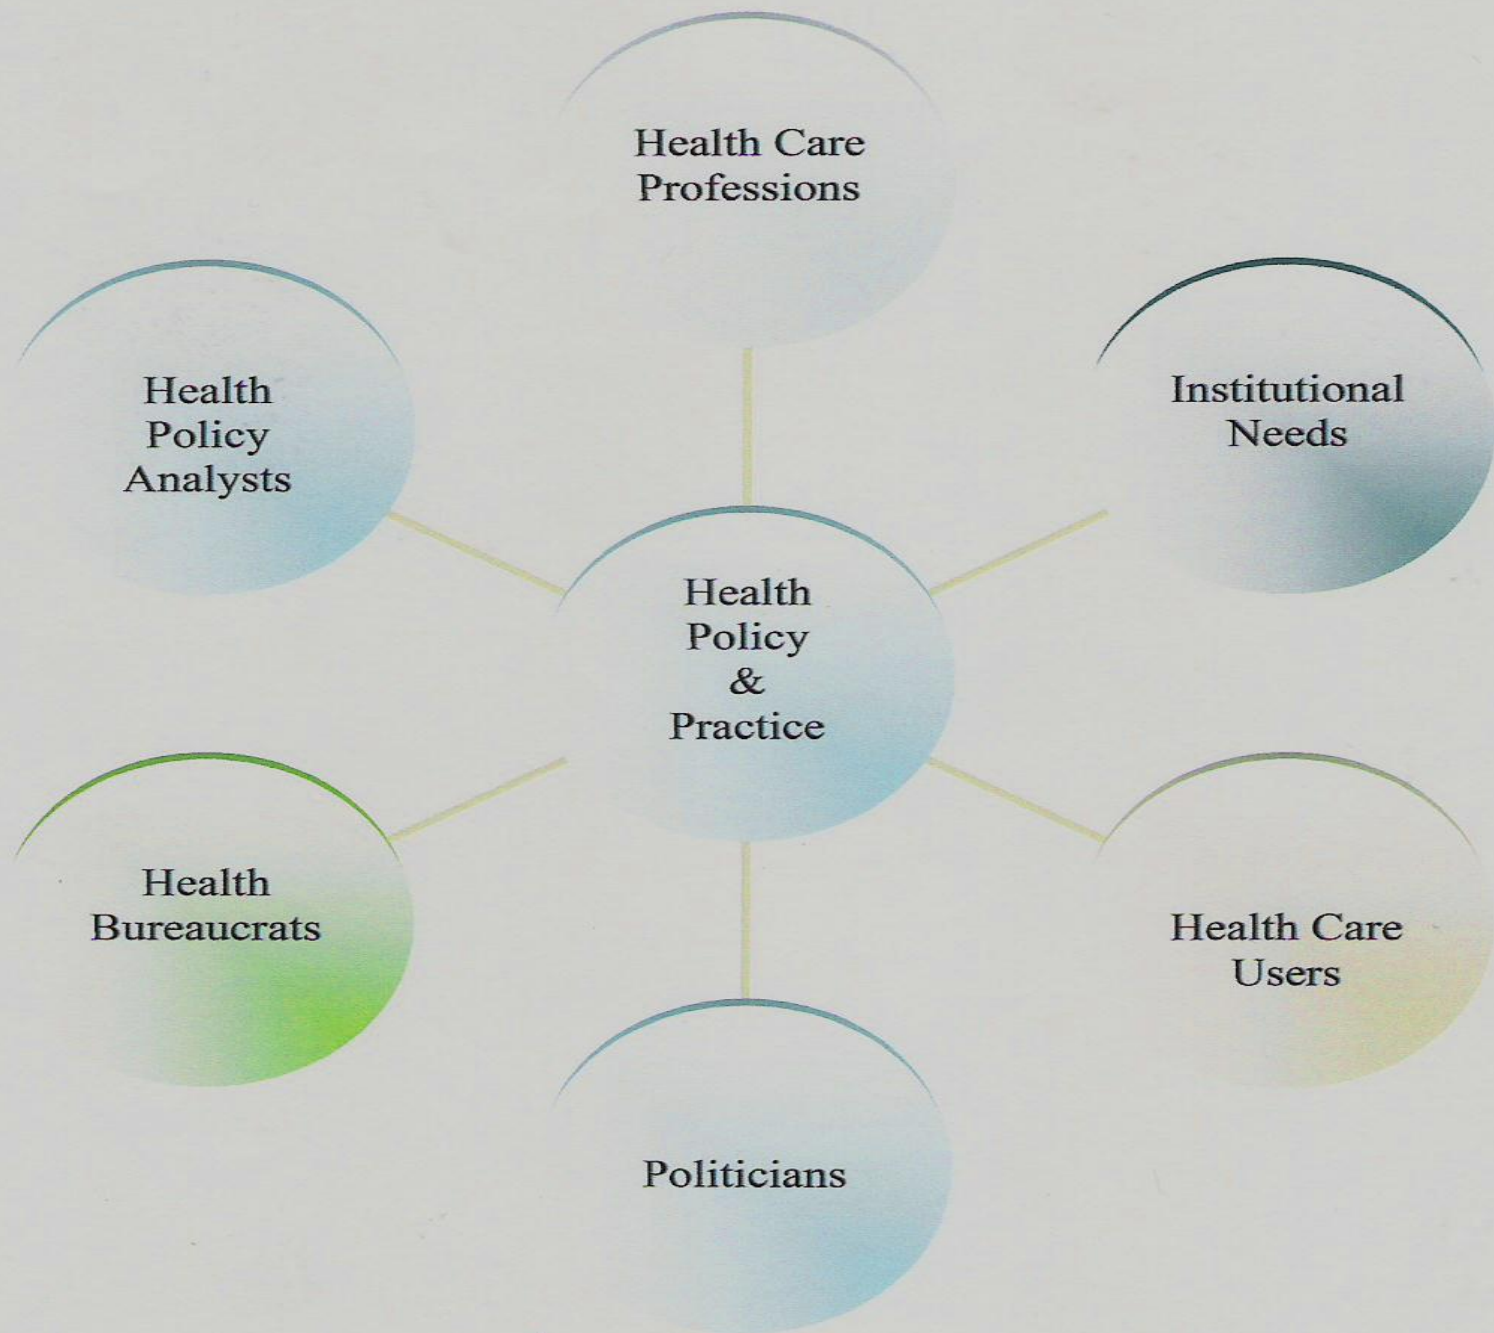 Health Care
Professions
Health
Policy
Analysts
Institutional
Needs
Health
Policy
&
Practice
Health
Bureaucrats
Health Care
Users
Politicians